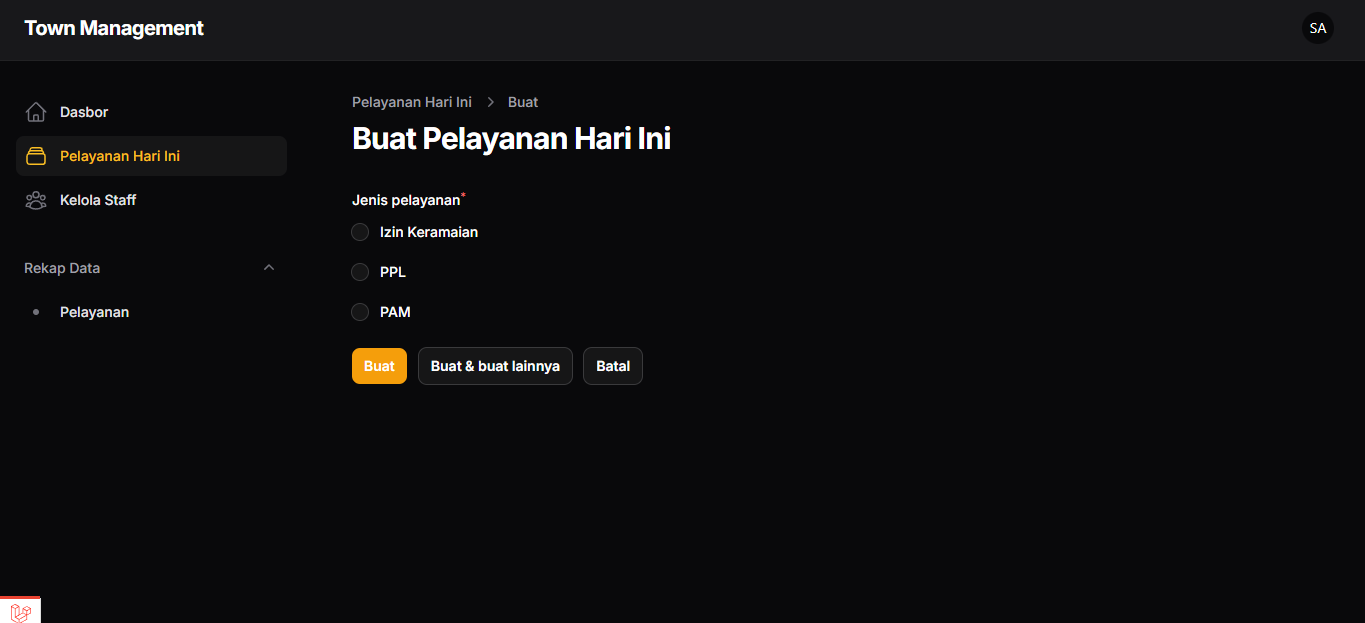 Town Management
SA
Dasbor
Pelayanan Hari Ini
Kelola Staff
Rekap Data
Pelayanan
Pelayanan Hari Ini > Buat
Buat Pelayanan Hari Ini
Jenis pelayanan*
Izin Keramaian
PPL
PAM
Buat
Buat & buat lainnya
Batal